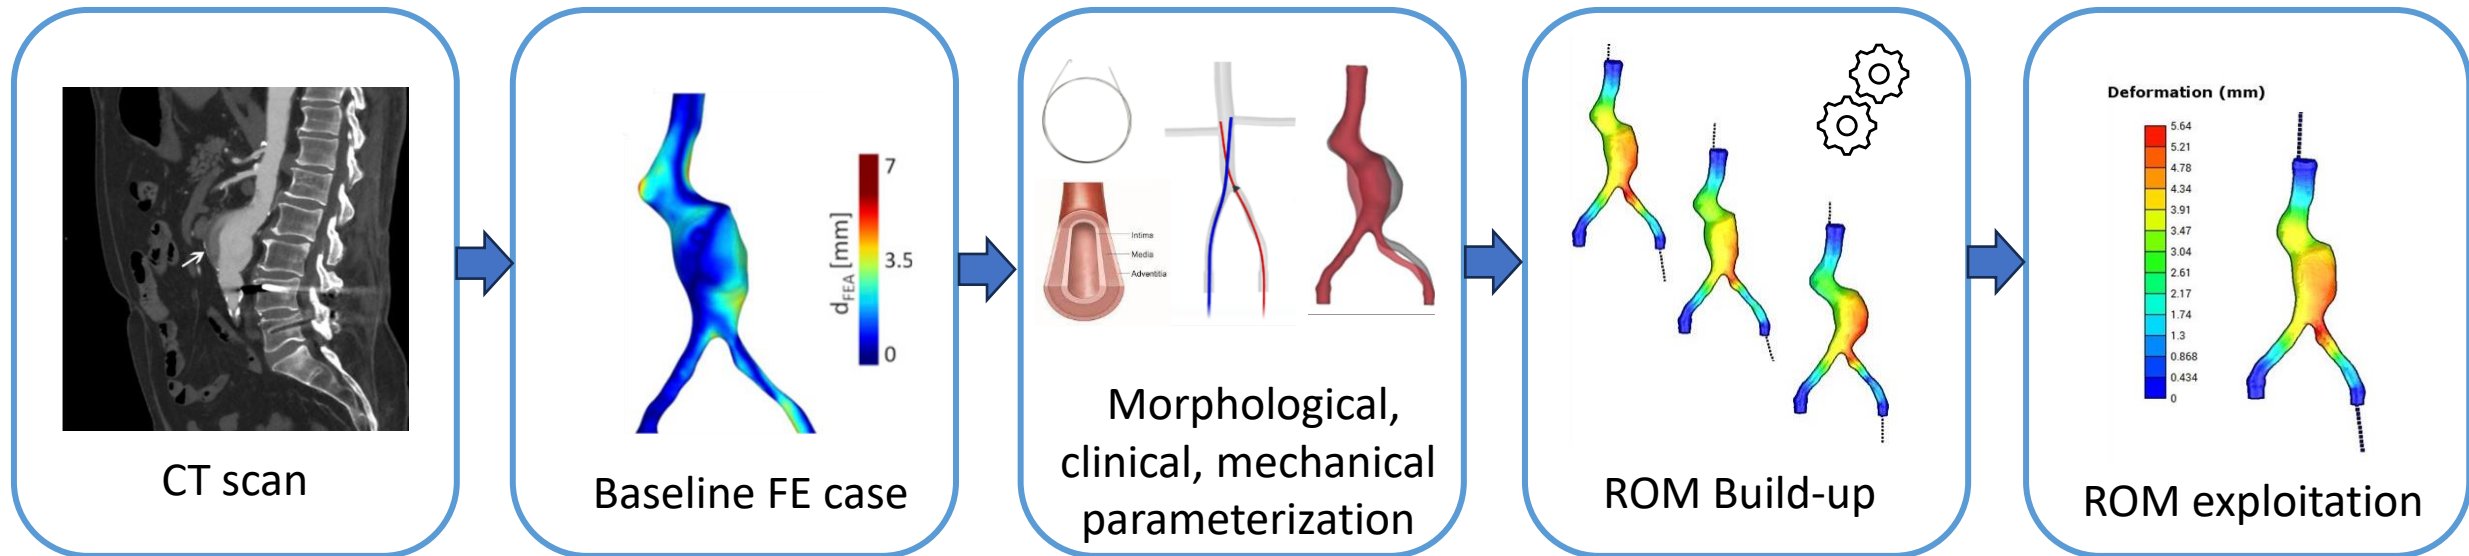 CT scan
7
3.5
0
d_FEA [mm]
Baseline FE case
Intima
Media
Adventitia
Morphological,
clinical, mechanical
parameterization
ROM Build-up
Deformation (mm)
5.64
5.21
4.78
4.34
3.91
3.47
3.04
2.61
2.17
1.74
1.3
0.868
0.434
0
ROM exploitation